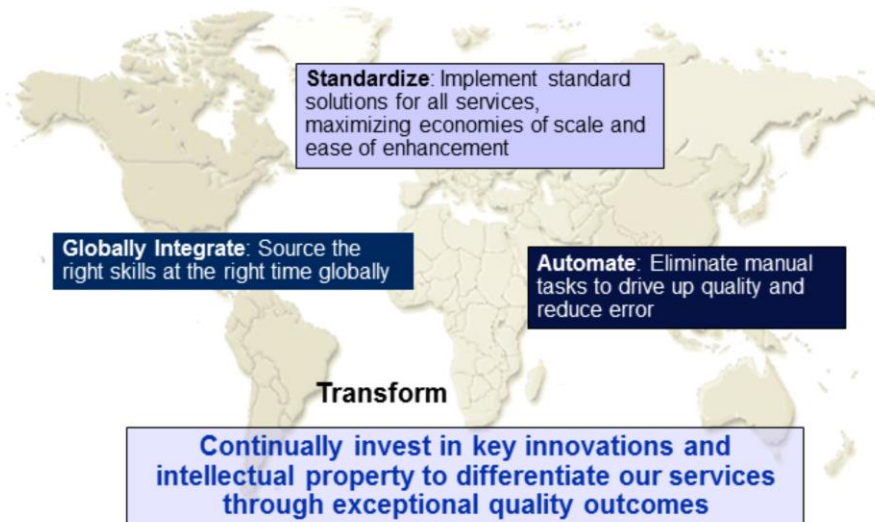 Standardize: Implement standard
solutions for all services,
maximizing economies of scale and
ease of enhancement
Globally Integrate: Source the
right skills at the right time globally
Automate: Eliminate manual
tasks to drive up quality and
reduce error
Transform
Continually invest in key innovations and
intellectual property to differentiate our services
through exceptional quality outcomes